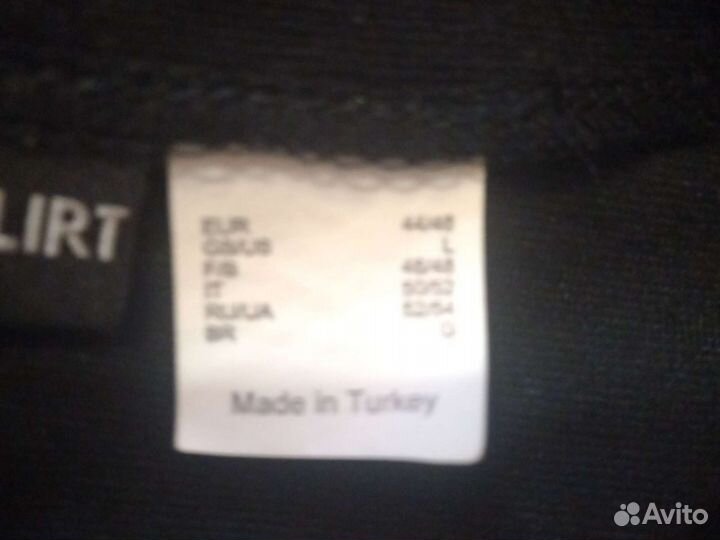 LIRT
EUR 44/46
GB/US L
F/B 46/48
IT 50/52
RU/UA 52/54
BR G
Made in Turkey
Avito